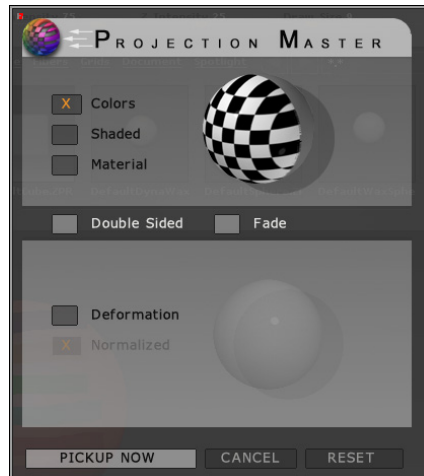 PROJECTION MASTER
X Colors
Shaded
Material
Double Sided Fade
Deformation
X Normalized
PICKUP NOW CANCEL RESET